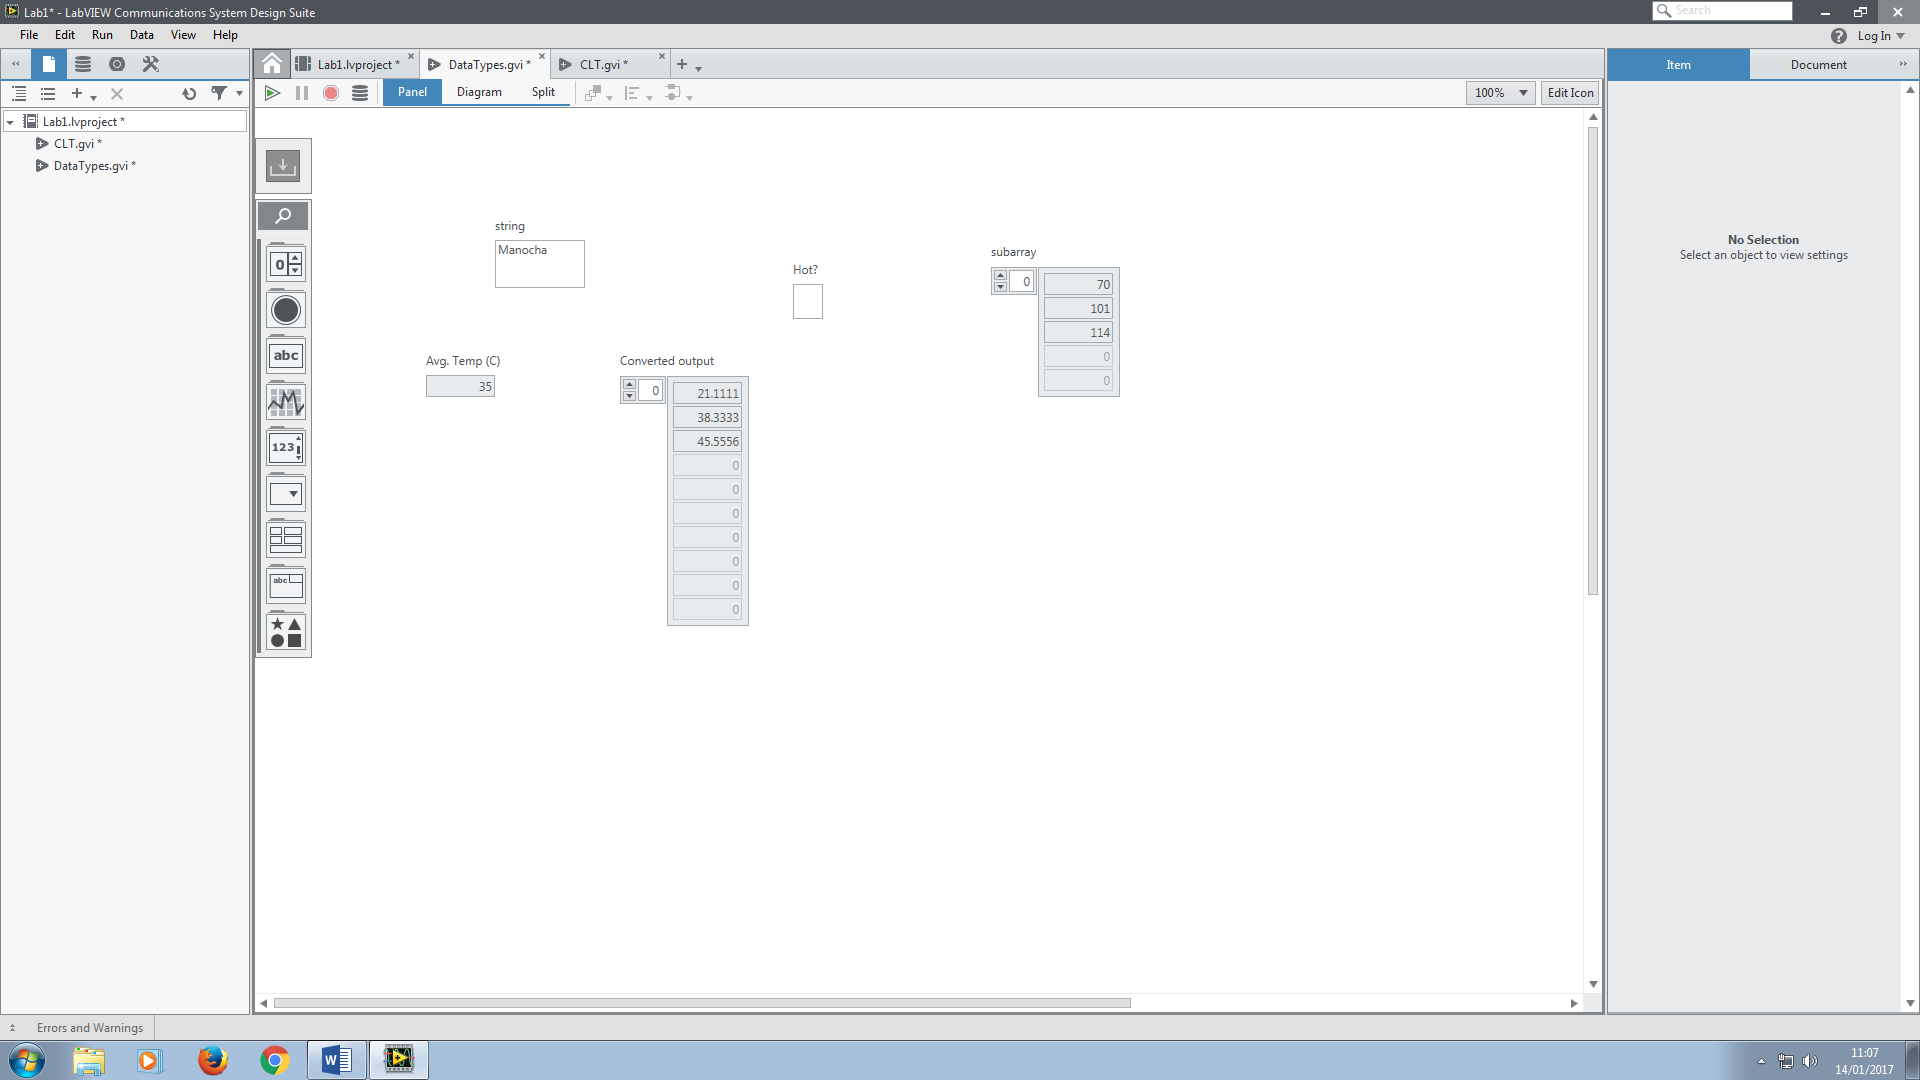 Lab1* - LabVIEW Communications System Design Suite
Search
File Edit Run Data View Help
Log In
Lab1.lvproject * DataTypes.gvi * CLT.gvi *
Item Document
Panel Diagram Split
100% Edit Icon
Lab1.lvproject *
CLT.gvi *
DataTypes.gvi *
0
abc
123
abc
string
Manocha
Hot?
subarray
0
70
101
114
0
0
Avg. Temp (C)
35
Converted output
0
21.1111
38.3333
45.5556
0
0
0
0
0
0
0
No Selection
Select an object to view settings
Errors and Warnings
W
11:07
14/01/2017